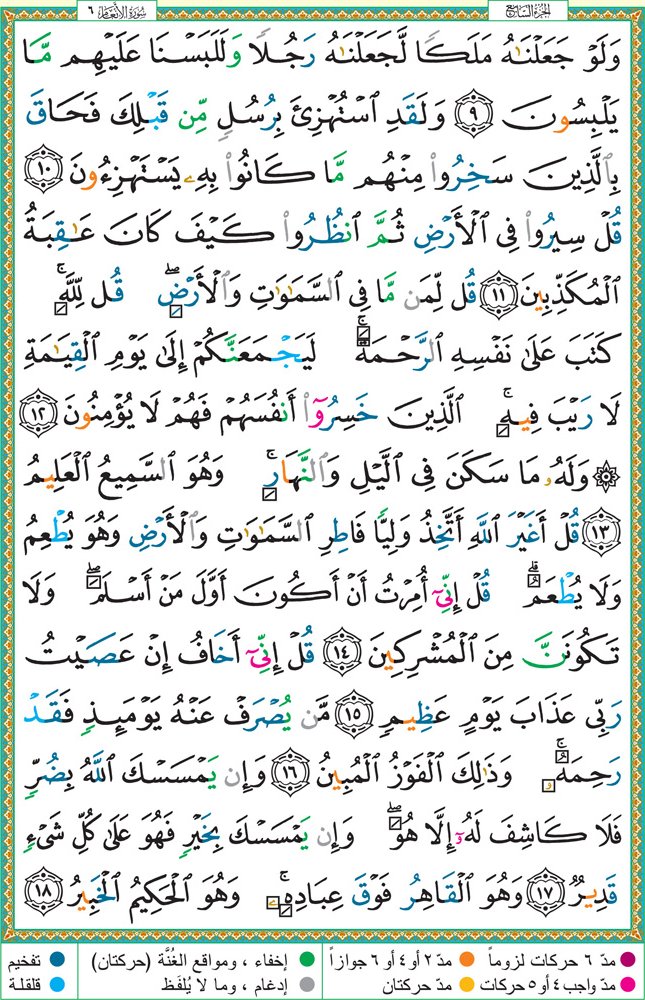 الجزء السابع سورة الأنعام ٦
وَلَوْ جَعَلْنَٰهُ مَلَكًا لَّجَعَلْنَٰهُ رَجُلًا وَلَلَبَسْنَا عَلَيْهِم مَّا
يَلْبِسُونَ ٩ وَلَقَدِ ٱسْتُهْزِئَ بِرُسُلٍ مِّن قَبْلِكَ فَحَاقَ
بِٱلَّذِينَ سَخِرُوا۟ مِنْهُم مَّا كَانُوا۟ بِهِۦ يَسْتَهْزِءُونَ ١٠
قُلْ سِيرُوا۟ فِى ٱلْأَرْضِ ثُمَّ ٱنظُرُوا۟ كَيْفَ كَانَ عَٰقِبَةُ
ٱلْمُكَذِّبِينَ ١١ قُل لِّمَن مَّا فِى ٱلسَّمَٰوَٰتِ وَٱلْأَرْضِ ۖ قُل لِّلَّهِ ۚ
كَتَبَ عَلَىٰ نَفْسِهِ ٱلرَّحْمَةَ ۚ لَيَجْمَعَنَّكُمْ إِلَىٰ يَوْمِ ٱلْقِيَٰمَةِ
لَا رَيْبَ فِيهِ ۚ ٱلَّذِينَ خَسِرُوٓا۟ أَنفُسَهُمْ فَهُمْ لَا يُؤْمِنُونَ ١٢
۞ وَلَهُۥ مَا سَكَنَ فِى ٱلَّيْلِ وَٱلنَّهَارِ ۚ وَهُوَ ٱلسَّمِيعُ ٱلْعَلِيمُ
١٣ قُلْ أَغَيْرَ ٱللَّهِ أَتَّخِذُ وَلِيًّا فَاطِرِ ٱلسَّمَٰوَٰتِ وَٱلْأَرْضِ وَهُوَ يُطْعِمُ
وَلَا يُطْعَمُ ۗ قُلْ إِنِّىٓ أُمِرْتُ أَنْ أَكُونَ أَوَّلَ مَنْ أَسْلَمَ ۖ وَلَا
تَكُونَنَّ مِنَ ٱلْمُشْرِكِينَ ١٤ قُلْ إِنِّىٓ أَخَافُ إِنْ عَصَيْتُ
رَبِّى عَذَابَ يَوْمٍ عَظِيمٍ ١٥ مَّن يُصْرَفْ عَنْهُ يَوْمَئِذٍ فَقَدْ
رَحِمَهُۥ ۚ وَذَٰلِكَ ٱلْفَوْزُ ٱلْمُبِينُ ١٦ وَإِن يَمْسَسْكَ ٱللَّهُ بِضُرٍّ
فَلَا كَاشِفَ لَهُۥٓ إِلَّا هُوَ ۖ وَإِن يَمْسَسْكَ بِخَيْرٍ فَهُوَ عَلَىٰ كُلِّ شَىْءٍ
قَدِيرٌ ١٧ وَهُوَ ٱلْقَاهِرُ فَوْقَ عِبَادِهِۦ ۚ وَهُوَ ٱلْحَكِيمُ ٱلْخَبِيرُ ١٨
مدّ ٦ حركات لزوماً مدّ ٢ أو ٤ أو ٦ جوازاً إخفاء ، ومواقع الغُنَّة (حركتان) تفخيم
مدّ واجب ٤ أو ٥ حركات مدّ حركتان إدغام ، وما لا يُلفَظ قلقلة